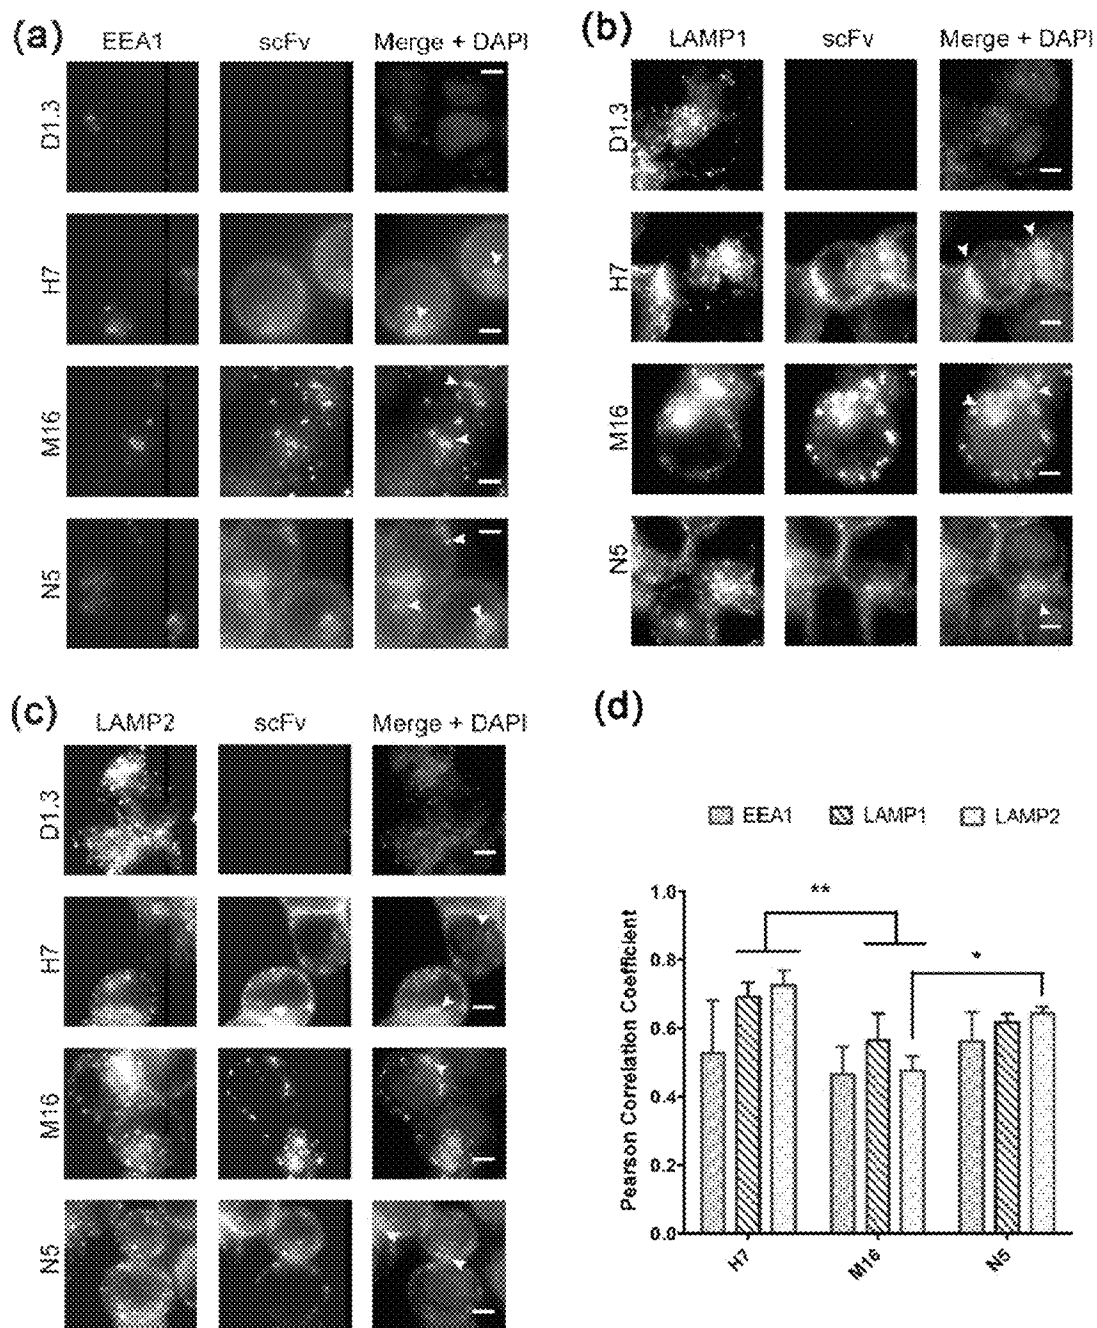 (a)
EEA1 scFv Merge + DAPI
D1.3
H7
M16
N5
(b)
LAMP1 scFv Merge + DAPI
D1.3
H7
M16
N5
(c)
LAMP2 scFv Merge + DAPI
D1.3
H7
M16
N5
(d)
EEA1 LAMP1 LAMP2
Pearson Correlation Coefficient
1.0
0.8
0.6
0.4
0.2
0.0
**
*
H7 M16 N5